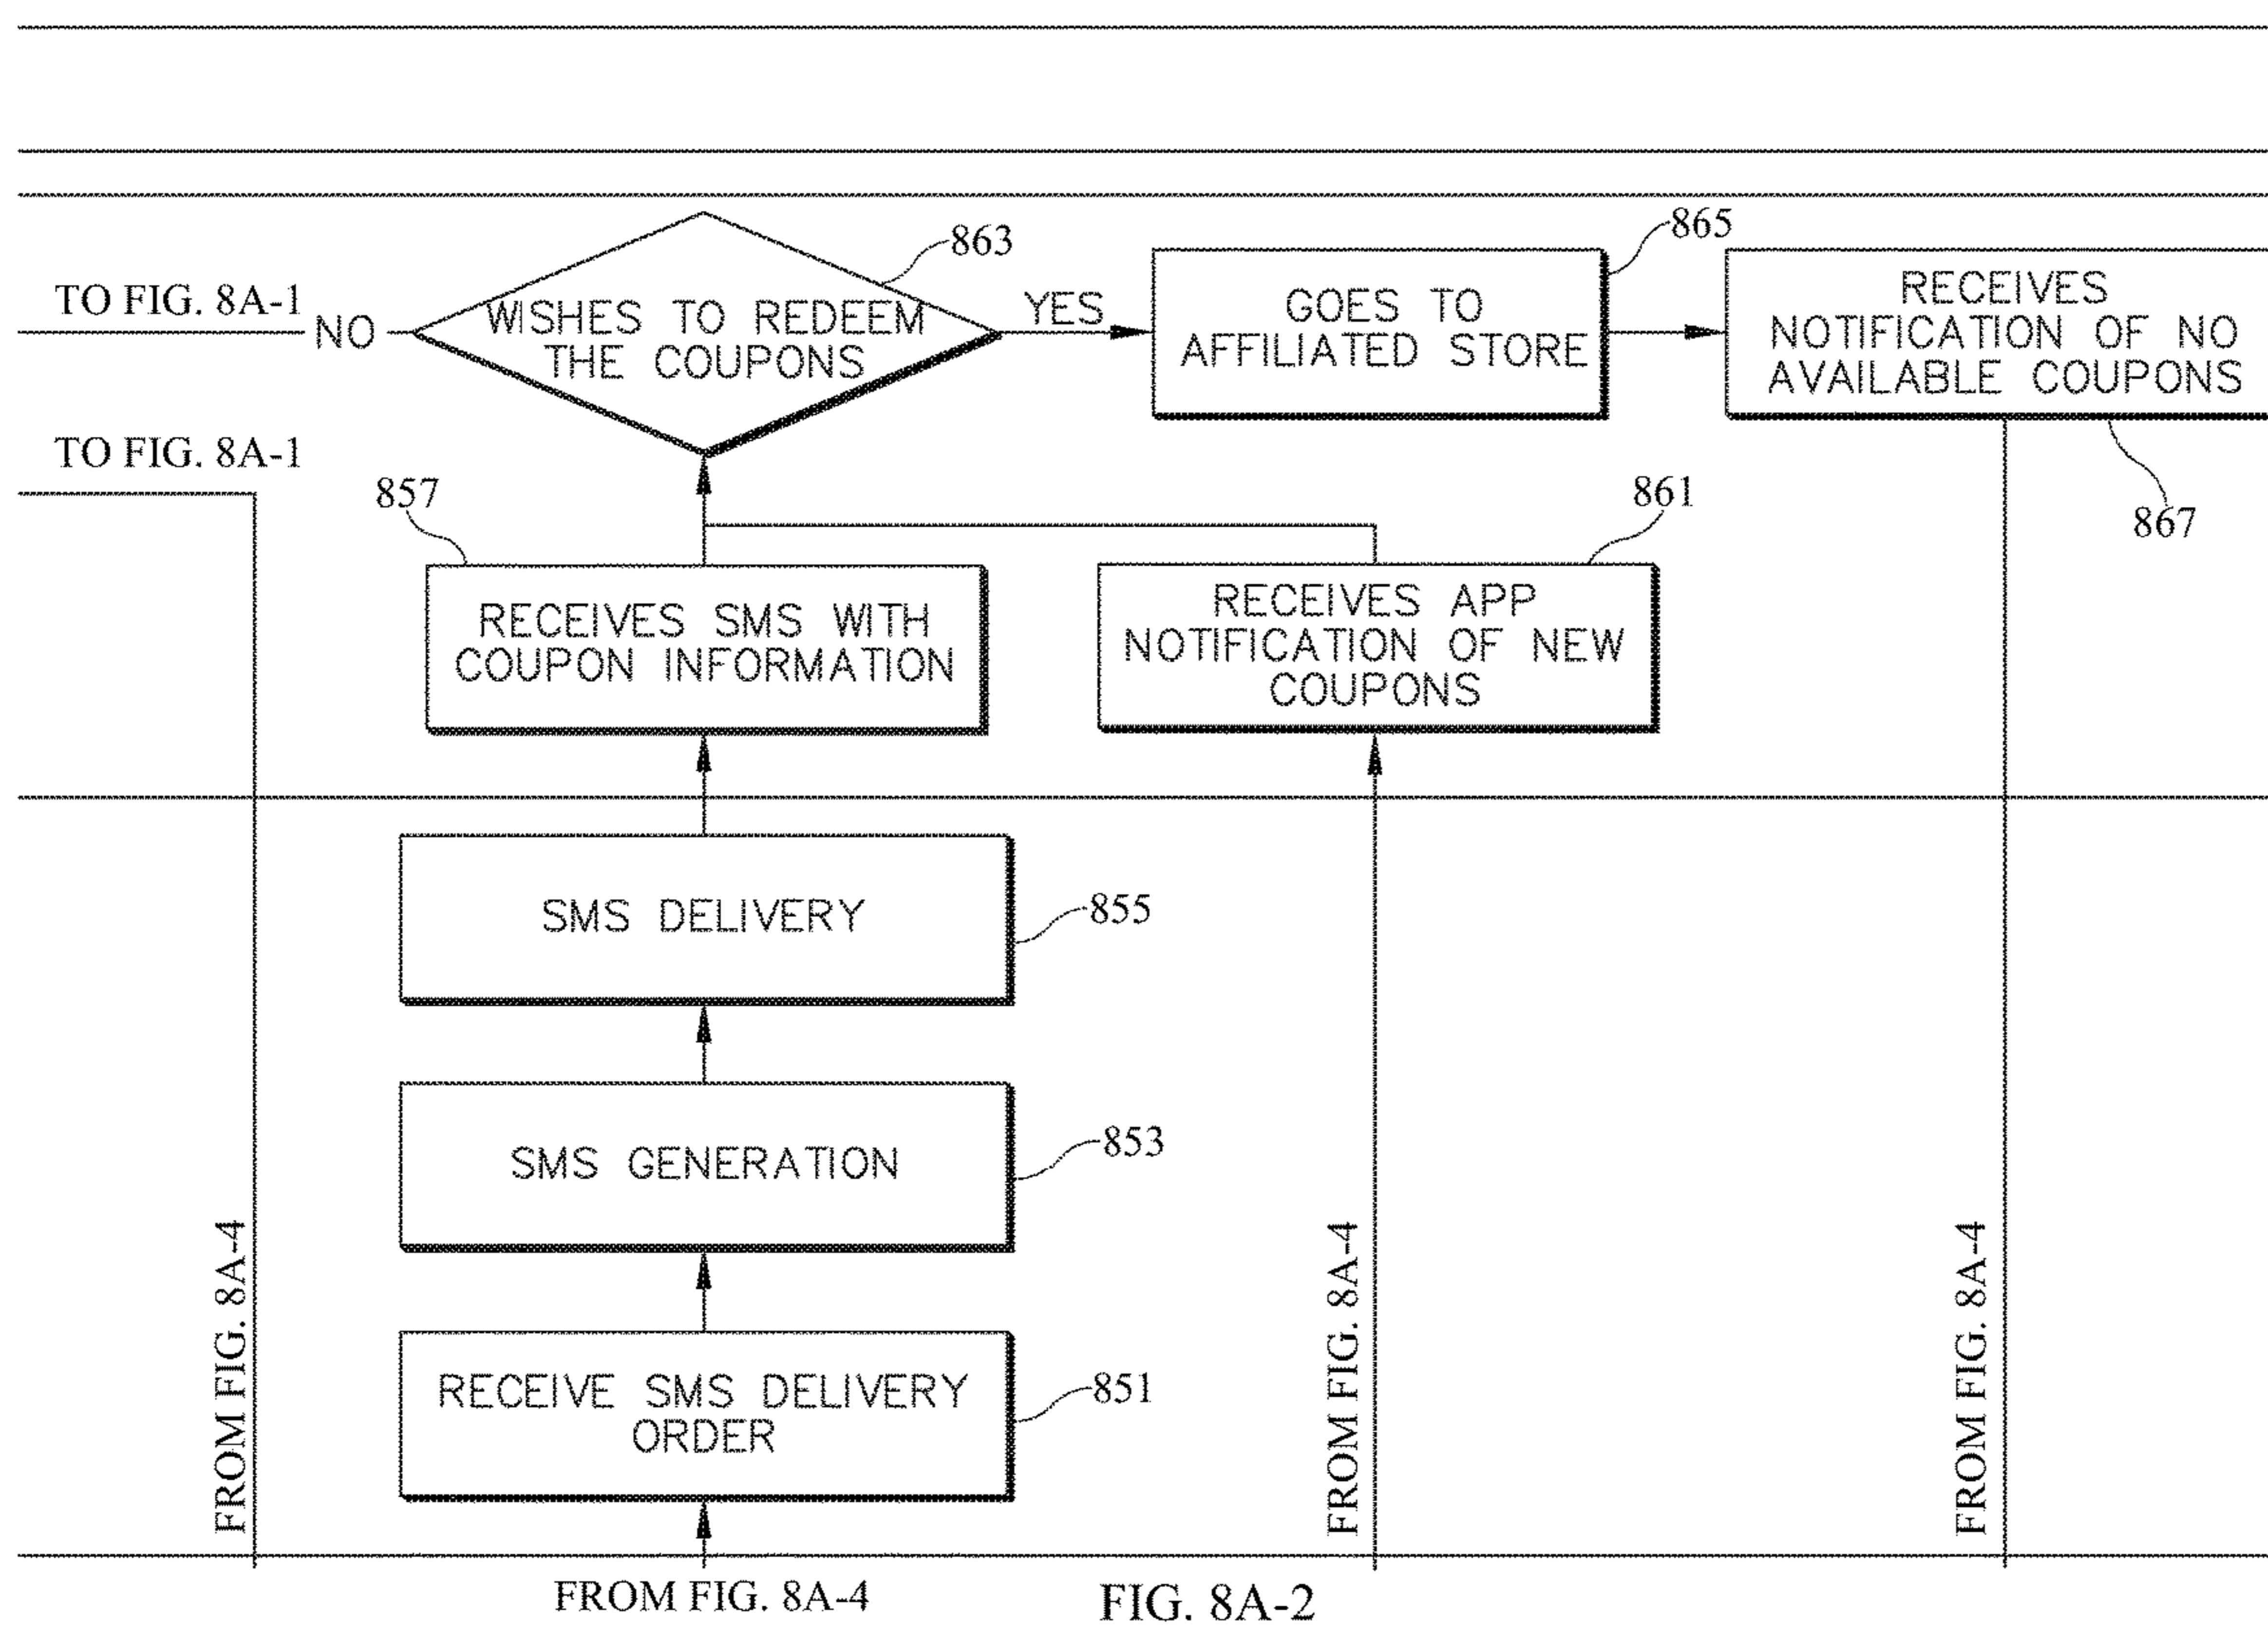 863
865
TO FIG. 8A-1
NO
WISHES TO REDEEM
THE COUPONS
YES
GOES TO
AFFILIATED STORE
RECEIVES
NOTIFICATION OF NO
AVAILABLE COUPONS
TO FIG. 8A-1
857
861
867
RECEIVES SMS WITH
COUPON INFORMATION
RECEIVES APP
NOTIFICATION OF NEW
COUPONS
SMS DELIVERY
855
SMS GENERATION
853
RECEIVE SMS DELIVERY
ORDER
851
FROM FIG. 8A-4
FROM FIG. 8A-4
FROM FIG. 8A-4
FROM FIG. 8A-4
FIG. 8A-2